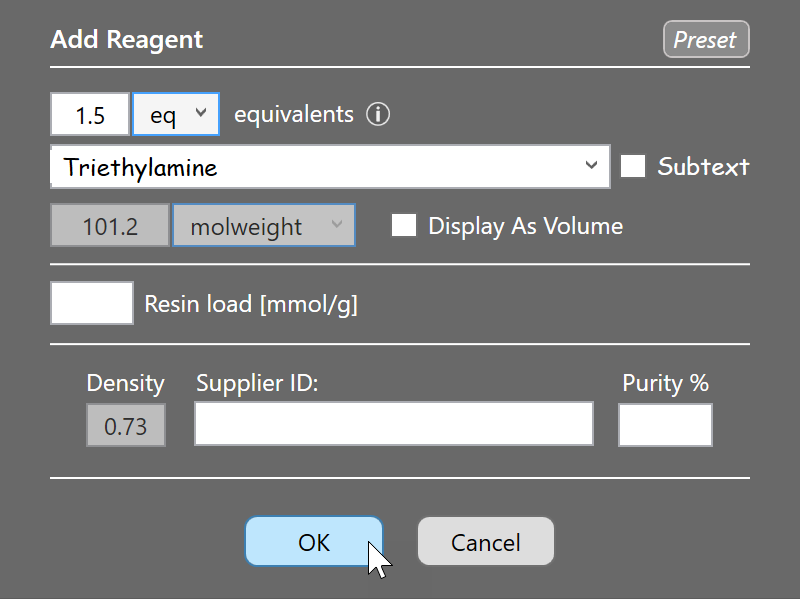 Add Reagent Preset
1.5 eq equivalents ⓘ
Triethylamine Subtext
101.2 molweight Display As Volume
Resin load [mmol/g]
Density Supplier ID: Purity %
0.73
OK Cancel